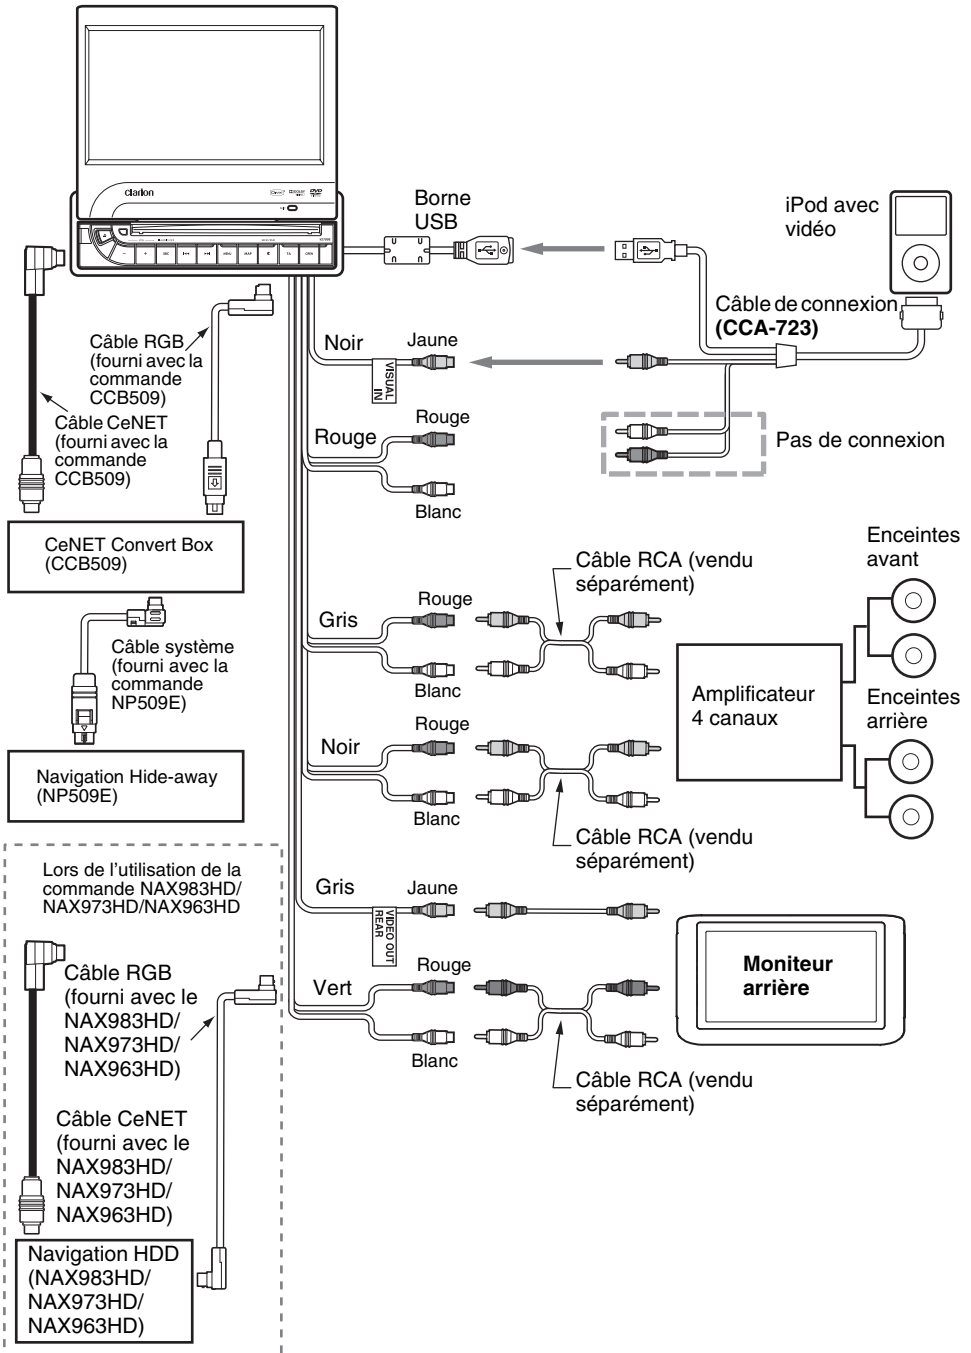 clarion
Borne
USB
iPod avec
vidéo
Câble de connexion
(CCA-723)
Câble RGB
(fourni avec la
commande
CCB509)
Noir
Jaune
VISUAL
IN
Câble CeNET
(fourni avec la
commande
CCB509)
Rouge
Rouge
Blanc
Pas de connexion
CeNET Convert Box
(CCB509)
Câble RCA (vendu
séparément)
Enceintes
avant
Gris
Rouge
Blanc
Câble système
(fourni avec la
commande
NP509E)
Amplificateur
4 canaux
Enceintes
arrière
Noir
Rouge
Blanc
Navigation Hide-away
(NP509E)
Câble RCA (vendu
séparément)
Lors de l'utilisation de la
commande NAX983HD/
NAX973HD/NAX963HD
Gris
Jaune
VIDEO OUT
REAR
Moniteur
arrière
Câble RGB
(fourni avec le
NAX983HD/
NAX973HD/
NAX963HD)
Vert
Rouge
Blanc
Câble RCA (vendu
séparément)
Câble CeNET
(fourni avec le
NAX983HD/
NAX973HD/
NAX963HD)
Navigation HDD
(NAX983HD/
NAX973HD/
NAX963HD)